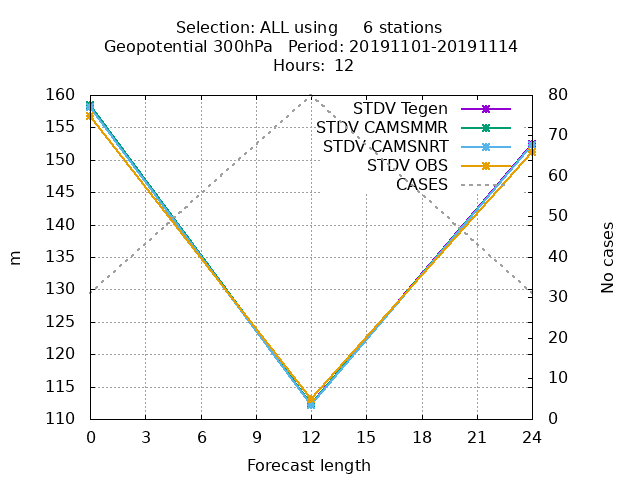 Selection: ALL using     6 stations
Geopotential 300hPa   Period: 20191101-20191114
Hours: 12
STDV Tegen
STDV CAMSMMR
STDV CAMSNRT
STDV OBS
CASES
160
155
150
145
140
135
130
125
120
115
110
m
80
70
60
50
40
30
20
10
0
No cases
0 3 6 9 12 15 18 21 24
Forecast length